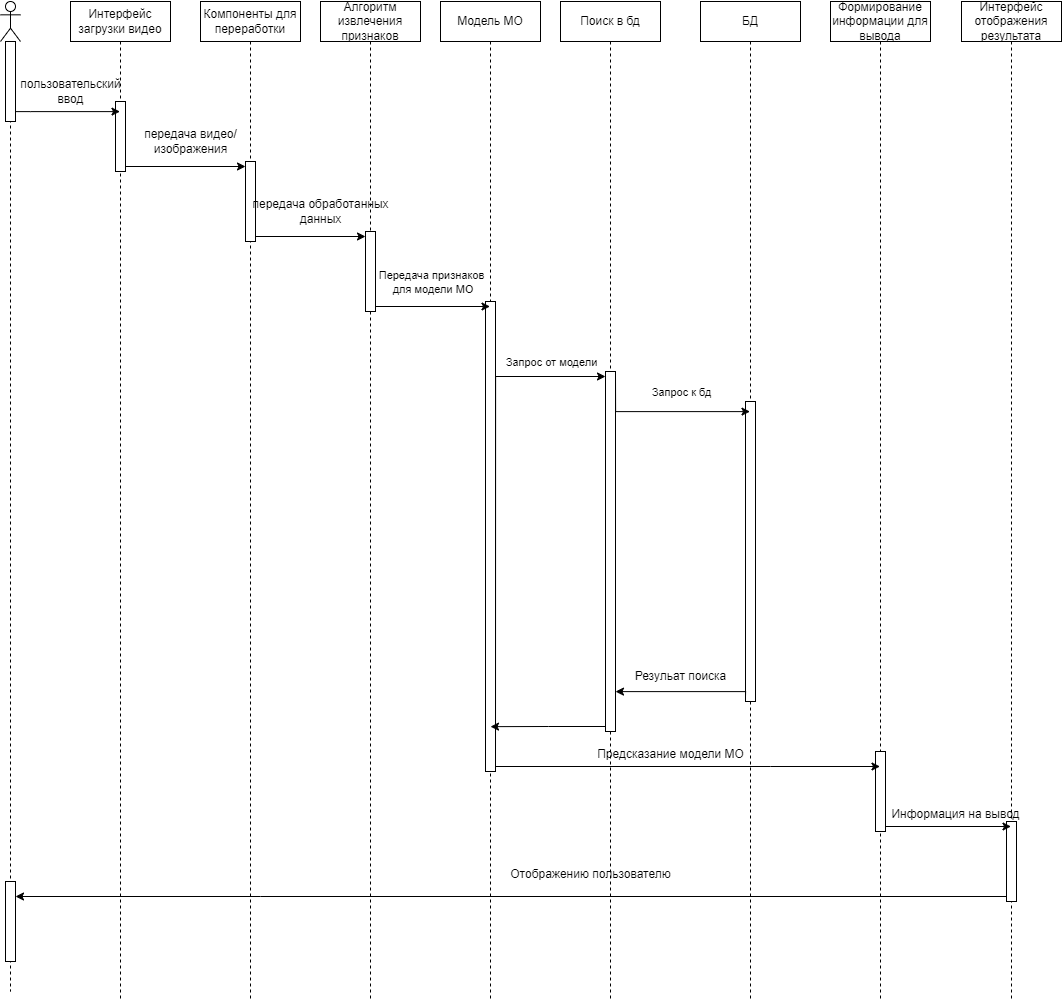 Интерфейс
загрузки видео
Компоненты для
переработки
Алгоритм
извлечения
признаков
Модель МО
Поиск в бд
БД
Формирование
информации для
вывода
Интерфейс
отображения
результата
пользовательский
ввод
передача видео/
изображения
передача обработанных
данных
Передача признаков
для модели МО
Запрос от модели
Запрос к бд
Резульат поиска
Предсказание модели МО
Информация на вывод
Отображению пользователю